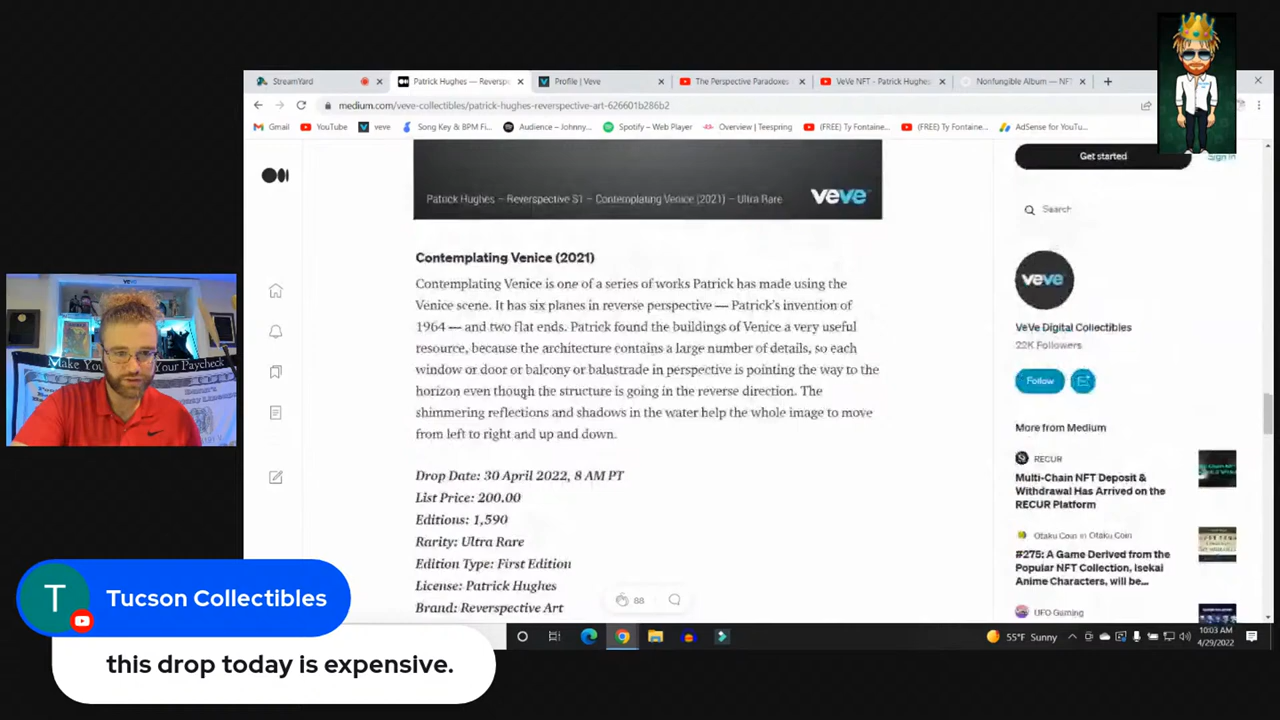 StreamYard
Patrick Hughes — Reversp
Profile | Veve
The Perspective Paradoxes
VeVe NFT - Patrick Hughes
Nonfungible Album — NFT
medium.com/veve-collectibles/patrick-hughes-reverspective-art-626601b286b2
Gmail
YouTube
veve
Song Key & BPM Fi...
Audience – Johnny...
Spotify – Web Player
Overview | Teespring
(FREE) Ty Fontaine...
(FREE) Ty Fontaine...
AdSense for YouTu...
Get started
Sign In
Patrick Hughes – Reverspective S1 – Contemplating Venice (2021) – Ultra Rare
veve
Search
Contemplating Venice (2021)
Contemplating Venice is one of a series of works Patrick has made using the
Venice scene. It has six planes in reverse perspective — Patrick's invention of
1964 — and two flat ends. Patrick found the buildings of Venice a very useful
resource, because the architecture contains a large number of details, so each
window or door or balcony or balustrade in perspective is pointing the way to the
horizon even though the structure is going in the reverse direction. The
shimmering reflections and shadows in the water help the whole image to move
from left to right and up and down.
Drop Date: 30 April 2022, 8 AM PT
List Price: 200.00
Editions: 1,590
Rarity: Ultra Rare
Edition Type: First Edition
License: Patrick Hughes
Brand: Reverspective Art
88
veve
VeVe Digital Collectibles
22K Followers
Follow
More from Medium
RECUR
Multi-Chain NFT Deposit &
Withdrawal Has Arrived on the
RECUR Platform
Otaku Coin in Otaku Coin
#275: A Game Derived from the
Popular NFT Collection, Isekai
Anime Characters, will be...
UFO Gaming
55°F Sunny
10:03 AM
4/29/2022
Make You
Your Paycheck
T
Tucson Collectibles
this drop today is expensive.